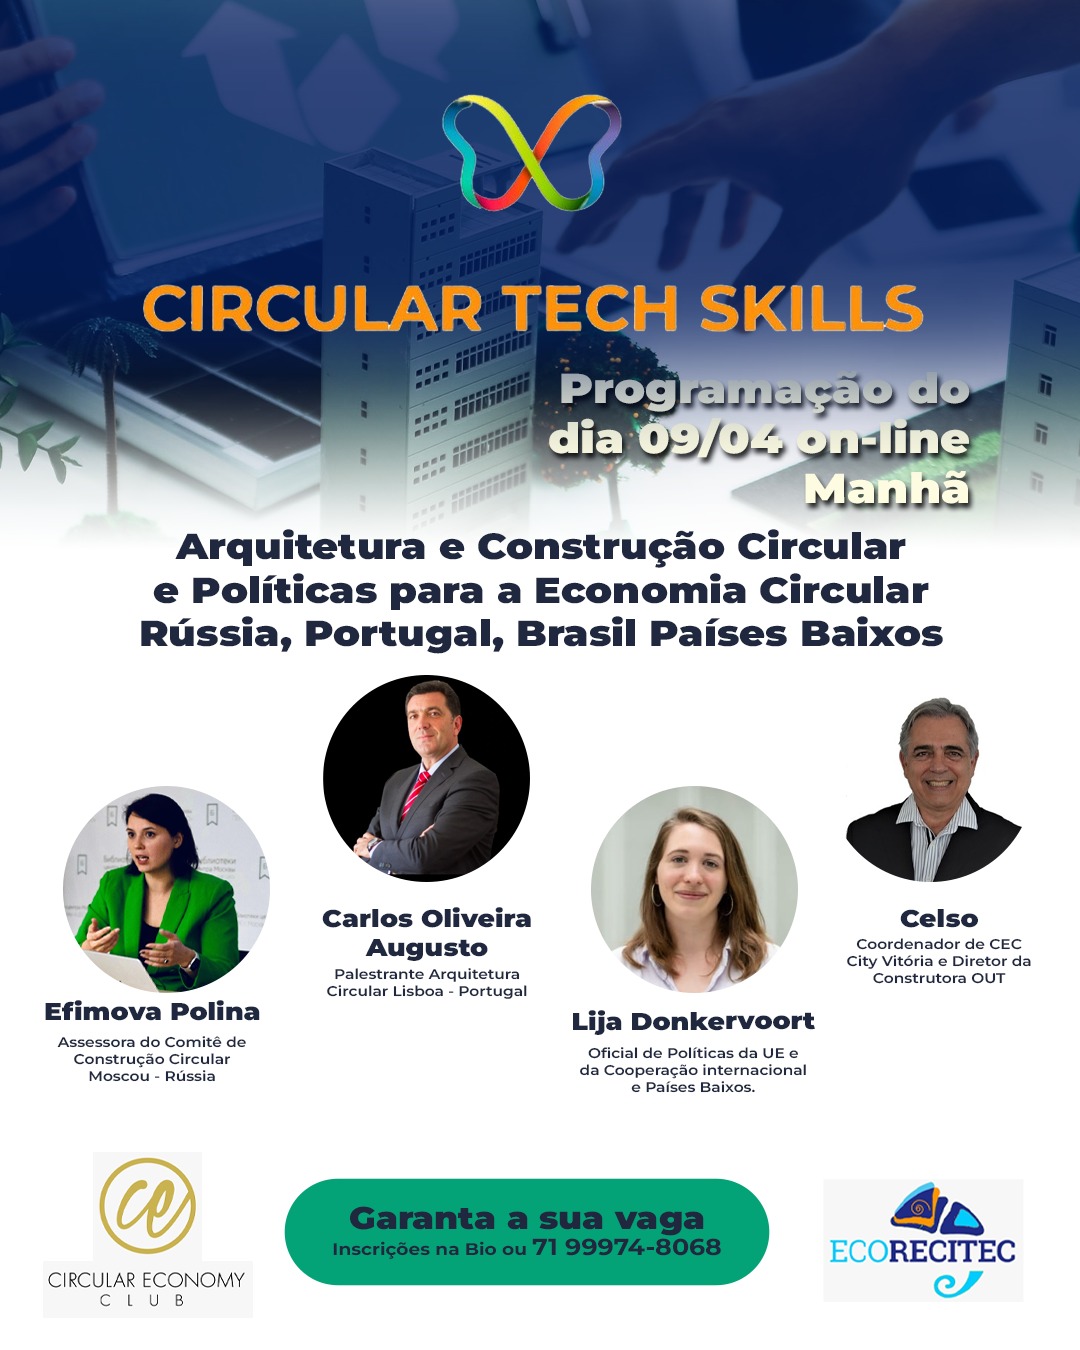 CIRCULAR TECH SKILLS
Programação do
dia 09/04 on-line
Manhã
Arquitetura e Construção Circular
e Políticas para a Economia Circular
Rússia, Portugal, Brasil Países Baixos
Efimova Polina
Assessora do Comitê de
Construção Circular
Moscou - Rússia
Carlos Oliveira
Augusto
Palestrante Arquitetura
Circular Lisboa - Portugal
Lija Donkervoort
Oficial de Políticas da UE e
da Cooperação internacional
e Países Baixos.
Celso
Coordenador de CEC
City Vitória e Diretor da
Construtora OUT
ce
CIRCULAR ECONOMY
CLUB
Garanta a sua vaga
Inscrições na Bio ou 71 99974-8068
ECORECITEC